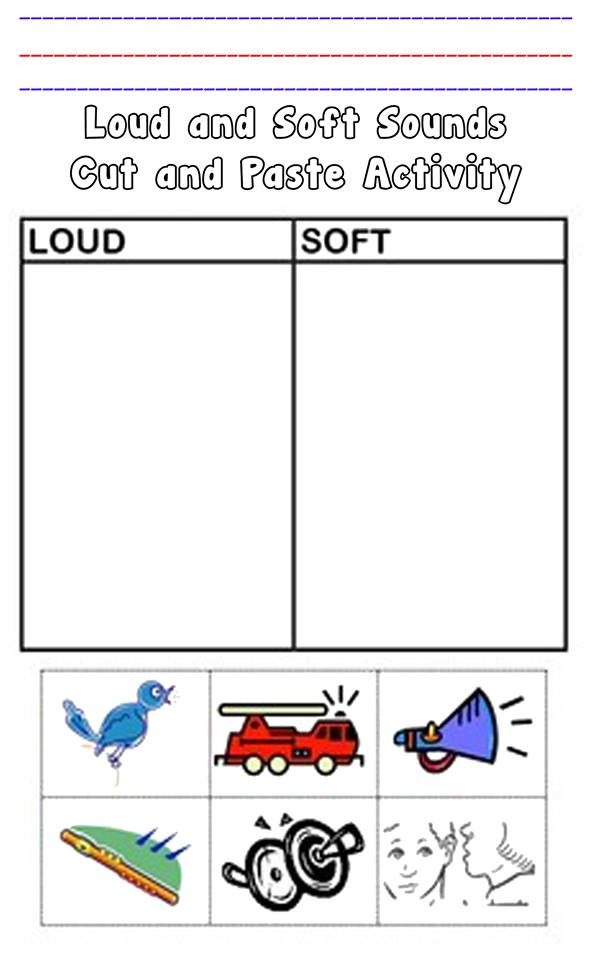 Loud and Soft Sounds
Cut and Paste Activity
LOUD
SOFT